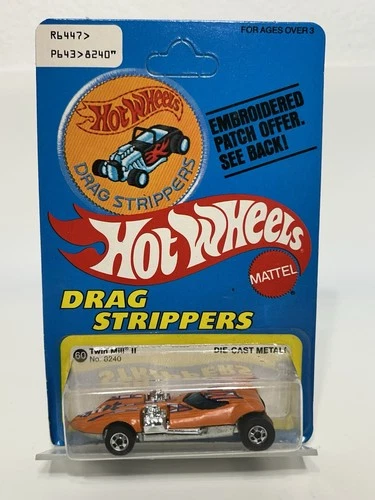 R6447>
P643>8240"
FOR AGES OVER 3
Hot Wheels
DRAG STRIPPERS
EMBROIDERED
PATCH OFFER.
SEE BACK!
Hot Wheels
MATTEL
DRAG
STRIPPERS
60 Twin Mill II DIE CAST METAL
No. 8240